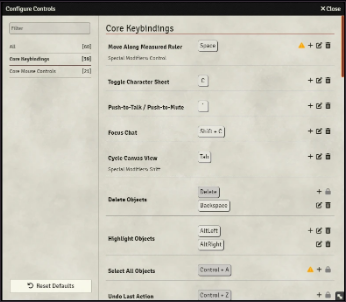 Configure Controls
Close
Filter
All [60]
Core Keybindings [39]
Core Mouse Controls [21]
Reset Defaults
Core Keybindings
Move Along Measured Ruler Space
Special Modifiers: Control
Toggle Character Sheet C
Push-to-Talk / Push-to-Mute `
Focus Chat Shift + C
Cycle Canvas View Tab
Special Modifiers: Shift
Delete Objects Delete
Backspace
Highlight Objects AltLeft
AltRight
Select All Objects Control + A
Undo Last Action Control + Z